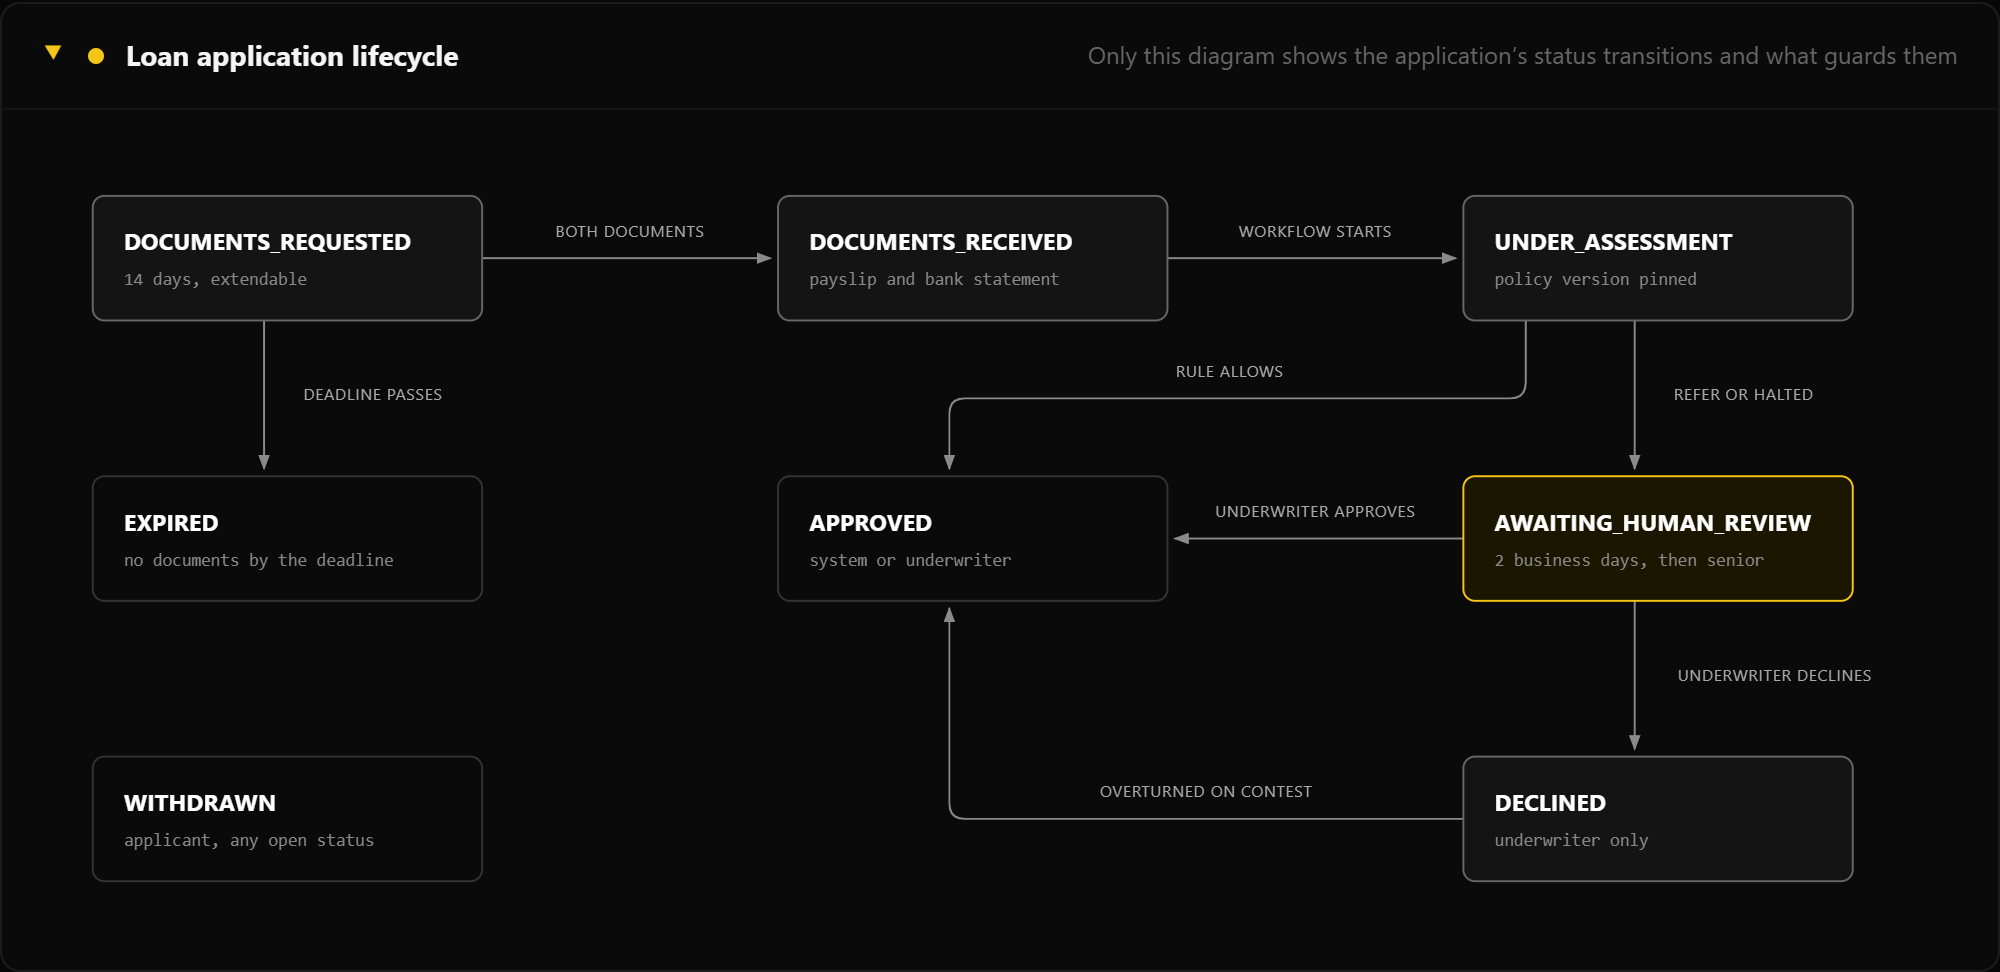 Loan application lifecycle
Only this diagram shows the application’s status transitions and what guards them
DOCUMENTS_REQUESTED
14 days, extendable
BOTH DOCUMENTS
DOCUMENTS_RECEIVED
payslip and bank statement
WORKFLOW STARTS
UNDER_ASSESSMENT
policy version pinned
RULE ALLOWS
DEADLINE PASSES
REFER OR HALTED
EXPIRED
no documents by the deadline
APPROVED
system or underwriter
UNDERWRITER APPROVES
AWAITING_HUMAN_REVIEW
2 business days, then senior
UNDERWRITER DECLINES
WITHDRAWN
applicant, any open status
OVERTURNED ON CONTEST
DECLINED
underwriter only